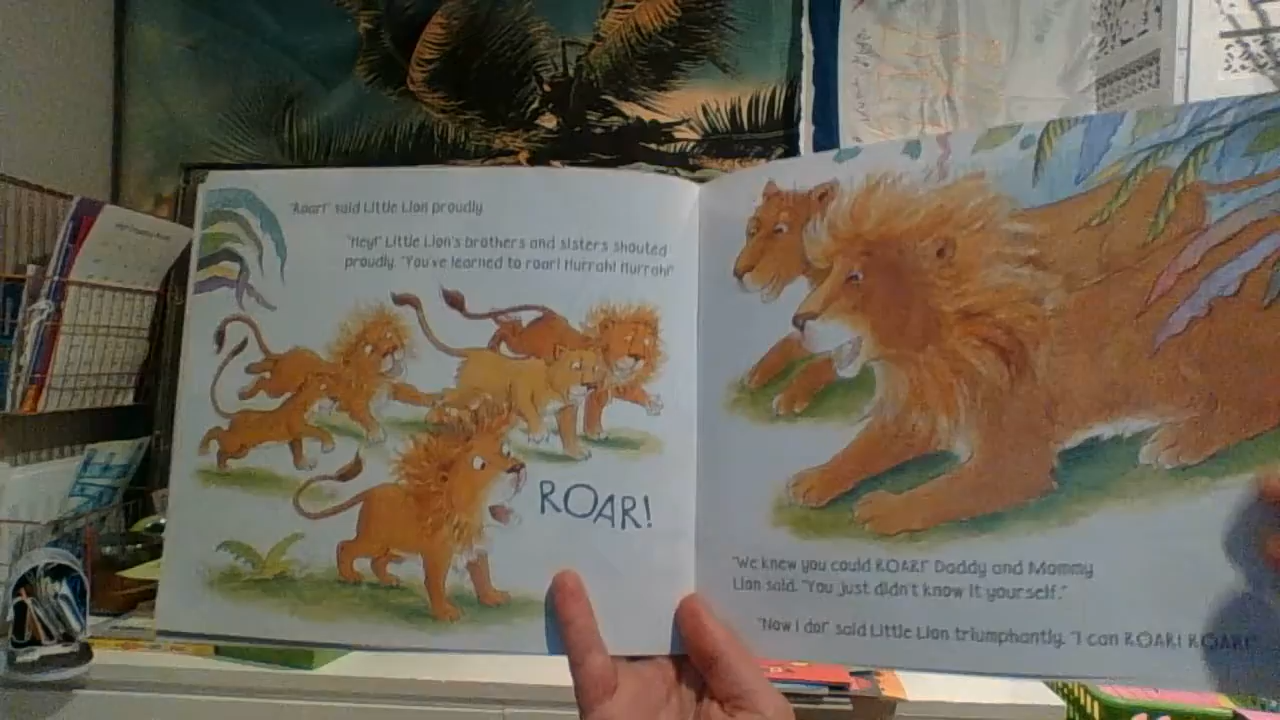 "Roar!" said Little Lion proudly.
"Hey!" Little Lion's brothers and sisters shouted
proudly. "You've learned to roar! Hurrah! Hurrah!"
ROAR!
"We knew you could ROAR!" Daddy and Mommy
Lion said. "You just didn't know it yourself."
"Now I do!" said Little Lion triumphantly. "I can ROAR! ROAR!"